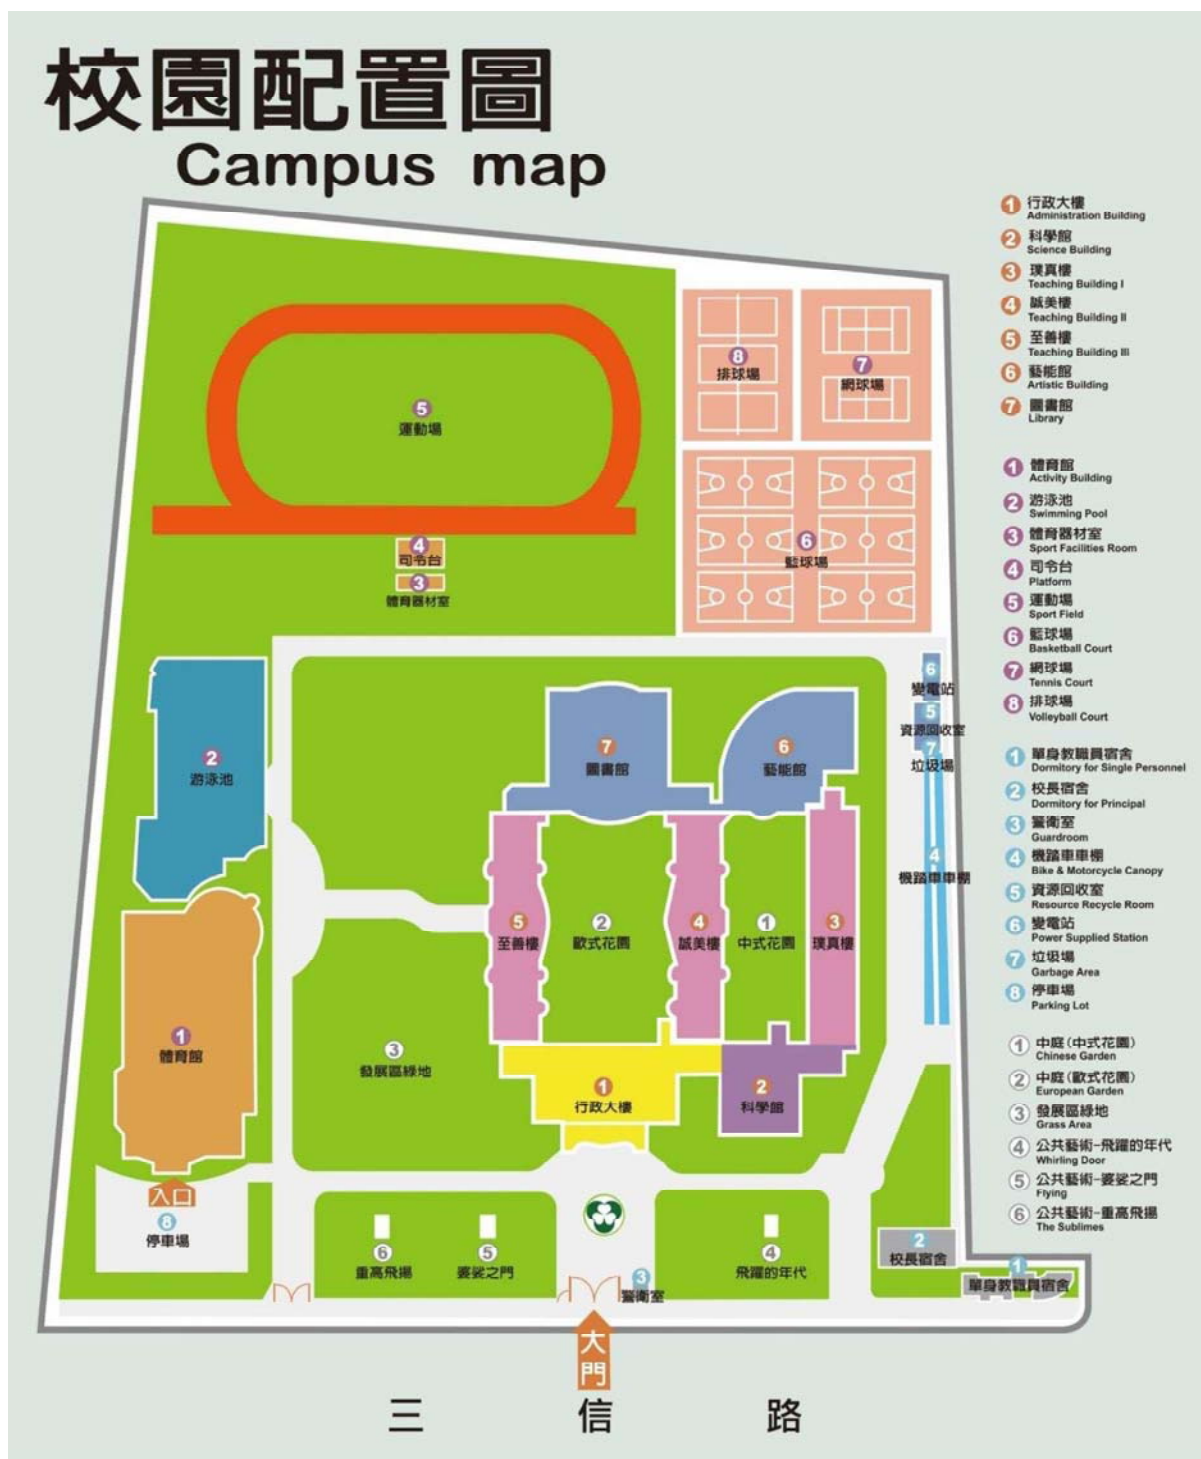 校園配置圖
Campus map
1 行政大樓
Administration Building
2 科學館
Science Building
3 璞真樓
Teaching Building I
4 誠美樓
Teaching Building II
5 至善樓
Teaching Building III
6 藝能館
Artistic Building
7 圖書館
Library
1 體育館
Activity Building
2 游泳池
Swimming Pool
3 體育器材室
Sport Facilities Room
4 司令台
Platform
5 運動場
Sport Field
6 籃球場
Basketball Court
7 網球場
Tennis Court
8 排球場
Volleyball Court
1 單身教職員宿舍
Dormitory for Single Personnel
2 校長宿舍
Dormitory for Principal
3 警衛室
Guardroom
4 機踏車車棚
Bike & Motorcycle Canopy
5 資源回收室
Resource Recycle Room
6 變電站
Power Supplied Station
7 垃圾場
Garbage Area
8 停車場
Parking Lot
1 中庭(中式花園)
Chinese Garden
2 中庭(歐式花園)
European Garden
3 發展區綠地
Grass Area
4 公共藝術-飛躍的年代
Whirling Door
5 公共藝術-婆娑之門
Flying
6 公共藝術-重高飛揚
The Sublimes
8
排球場
7
網球場
5
運動場
6
籃球場
4
司令台
3
體育器材室
6
變電站
5
資源回收室
7
垃圾場
2
游泳池
7
圖書館
6
藝能館
4
機踏車車棚
5
至善樓
2
歐式花園
4
誠美樓
1
中式花園
3
璞真樓
1
體育館
3
發展區綠地
1
行政大樓
2
科學館
入口
8
停車場
6
重高飛揚
5
婆娑之門
4
飛躍的年代
2
校長宿舍
1
單身教職員宿舍
3
警衛室
大門
三信路